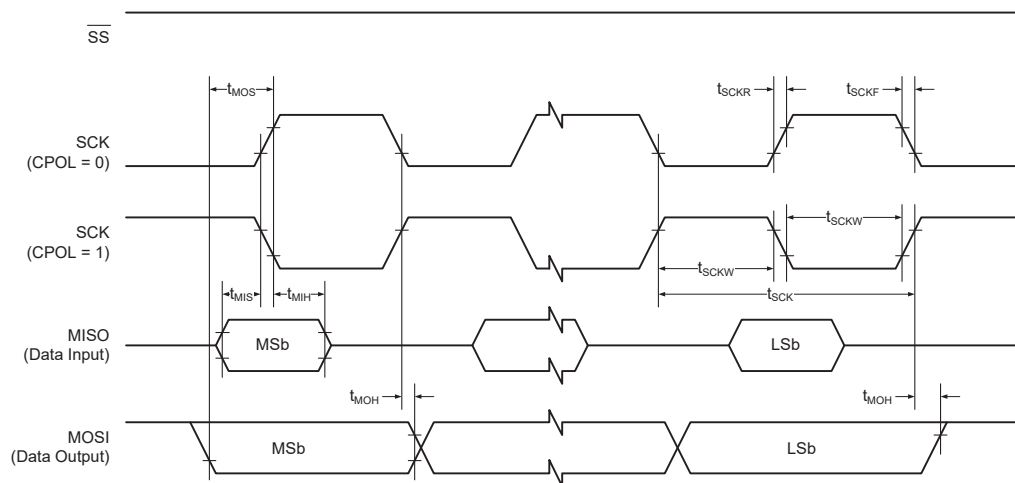 SS
tMOS
tSCKR
tSCKF
SCK
(CPOL = 0)
SCK
(CPOL = 1)
tSCKW
tSCKW
tSCK
tMIS
tMIH
MISO
(Data Input)
MSb
LSb
tMOH
tMOH
MOSI
(Data Output)
MSb
LSb